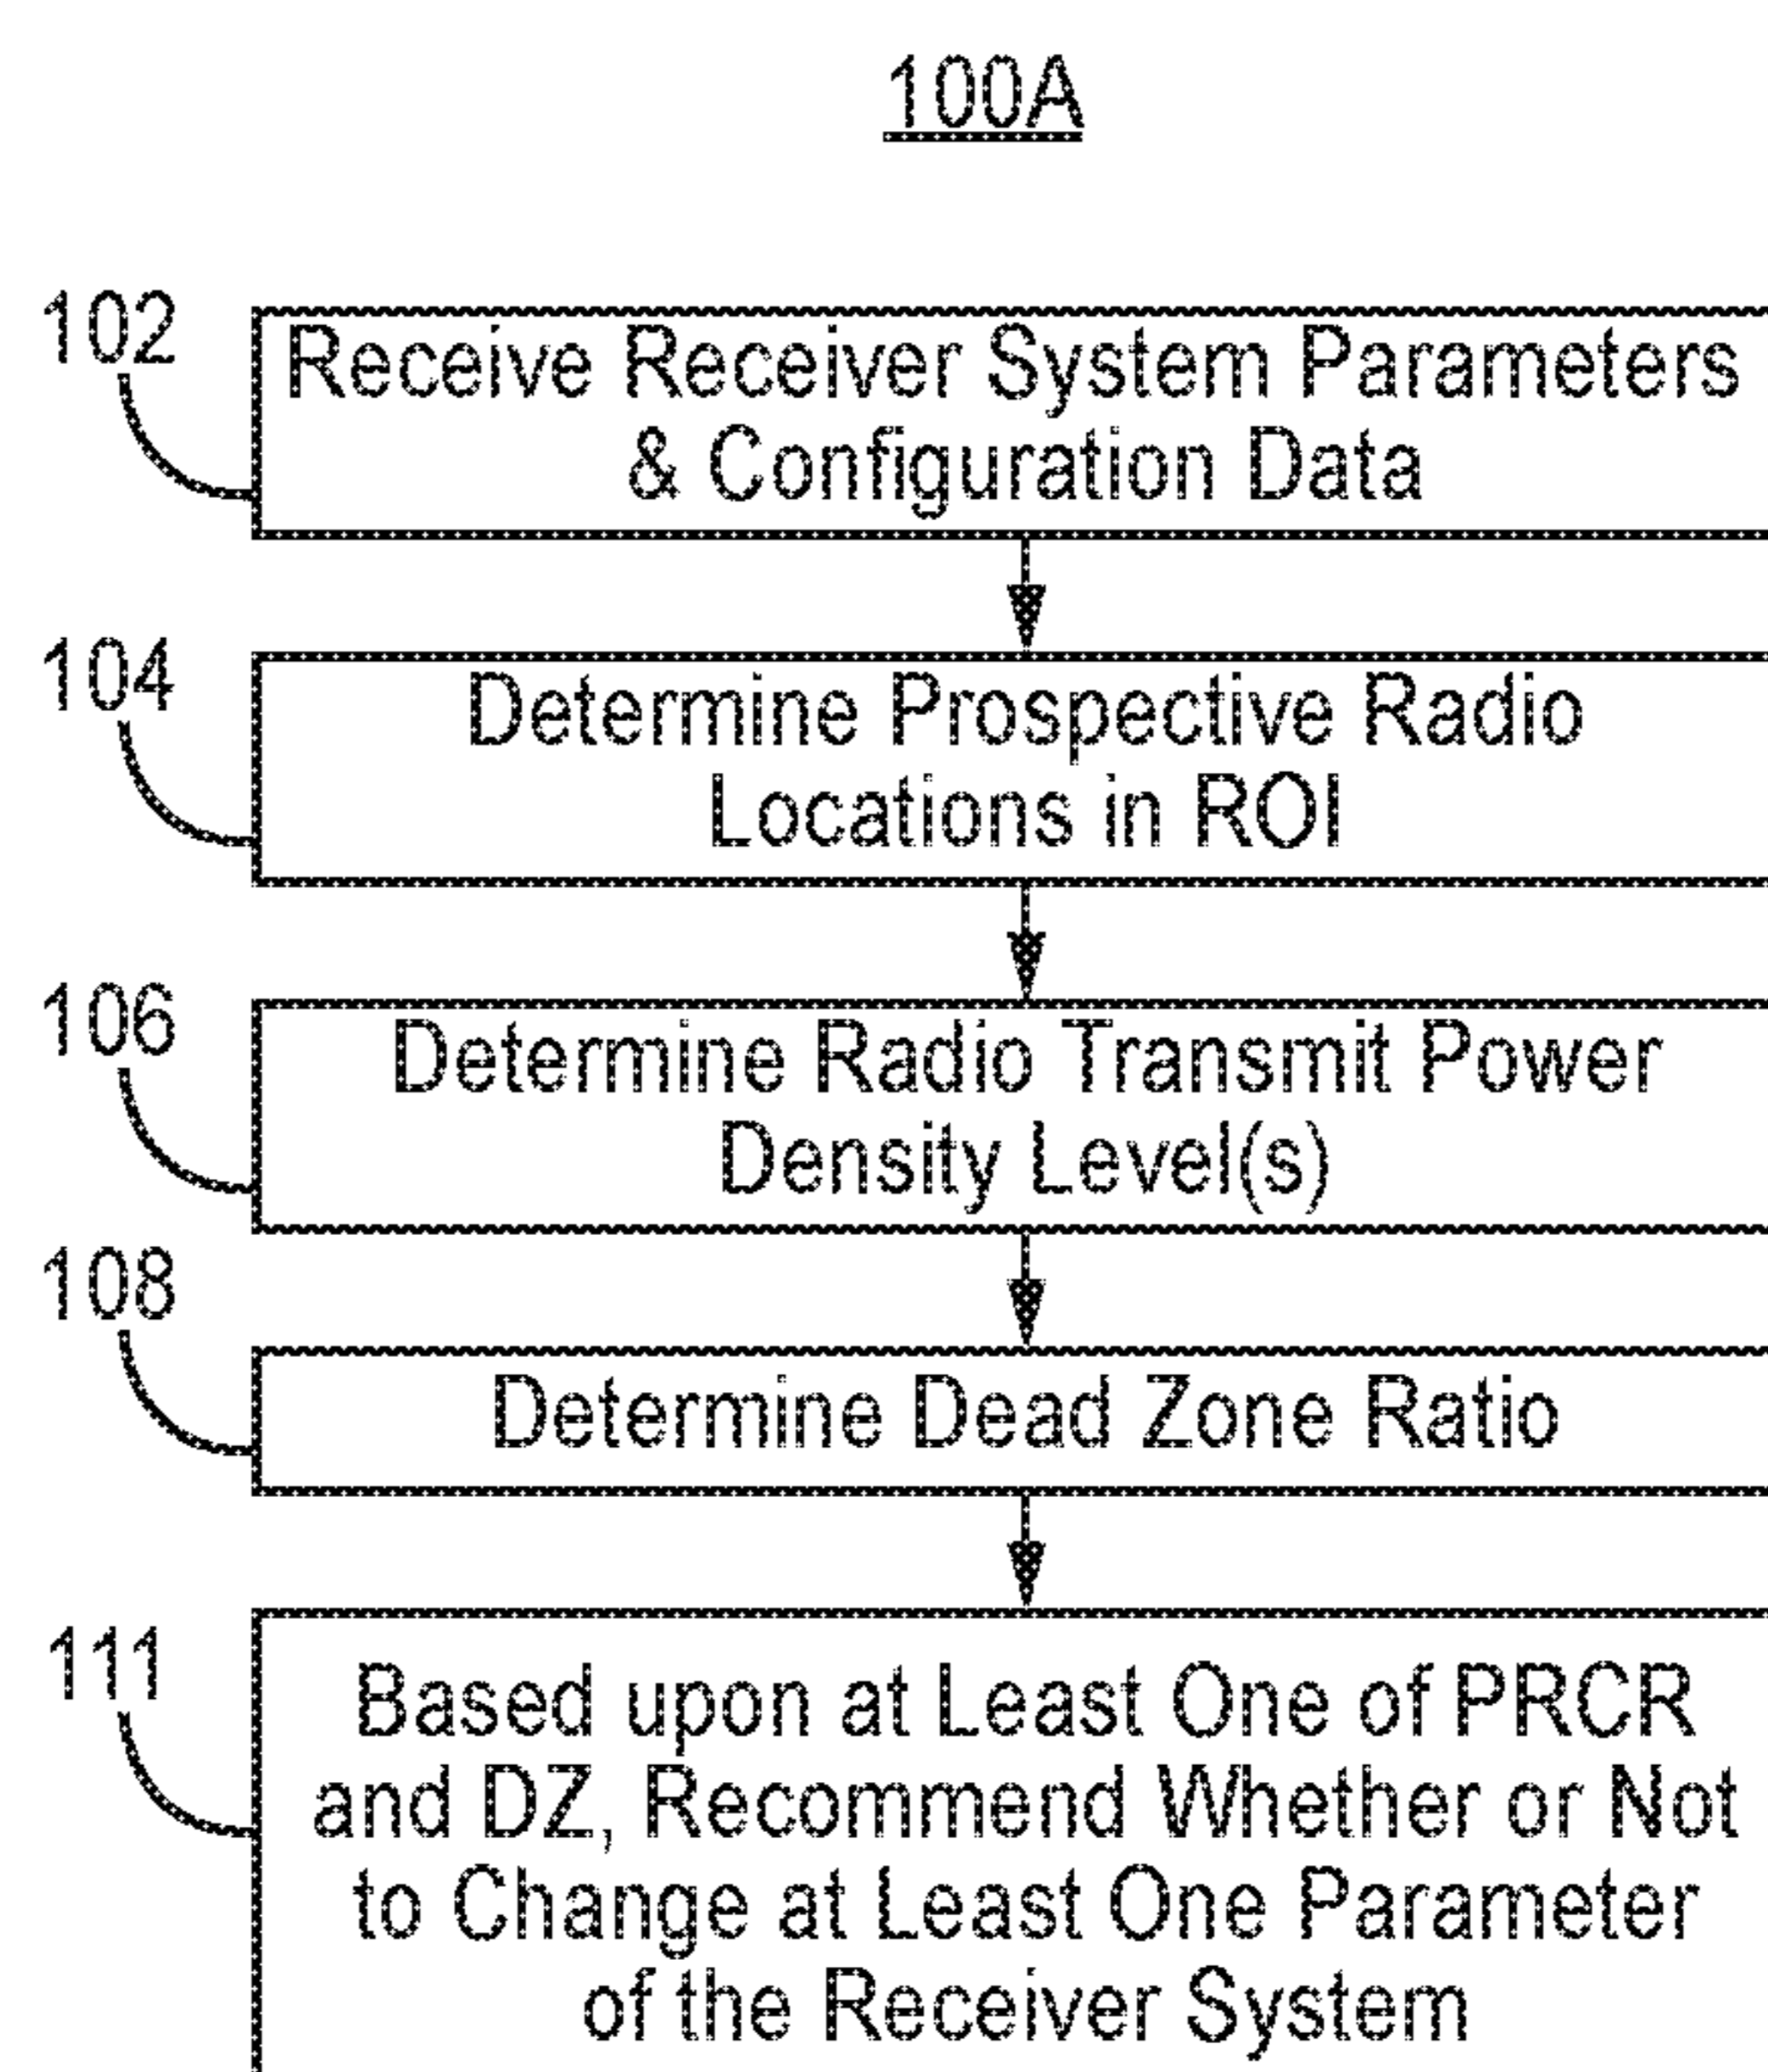 100A
102
Receive Receiver System Parameters
& Configuration Data
104
Determine Prospective Radio
Locations in ROI
106
Determine Radio Transmit Power
Density Level(s)
108
Determine Dead Zone Ratio
111
Based upon at Least One of PRCR
and DZ, Recommend Whether or Not
to Change at Least One Parameter
of the Receiver System